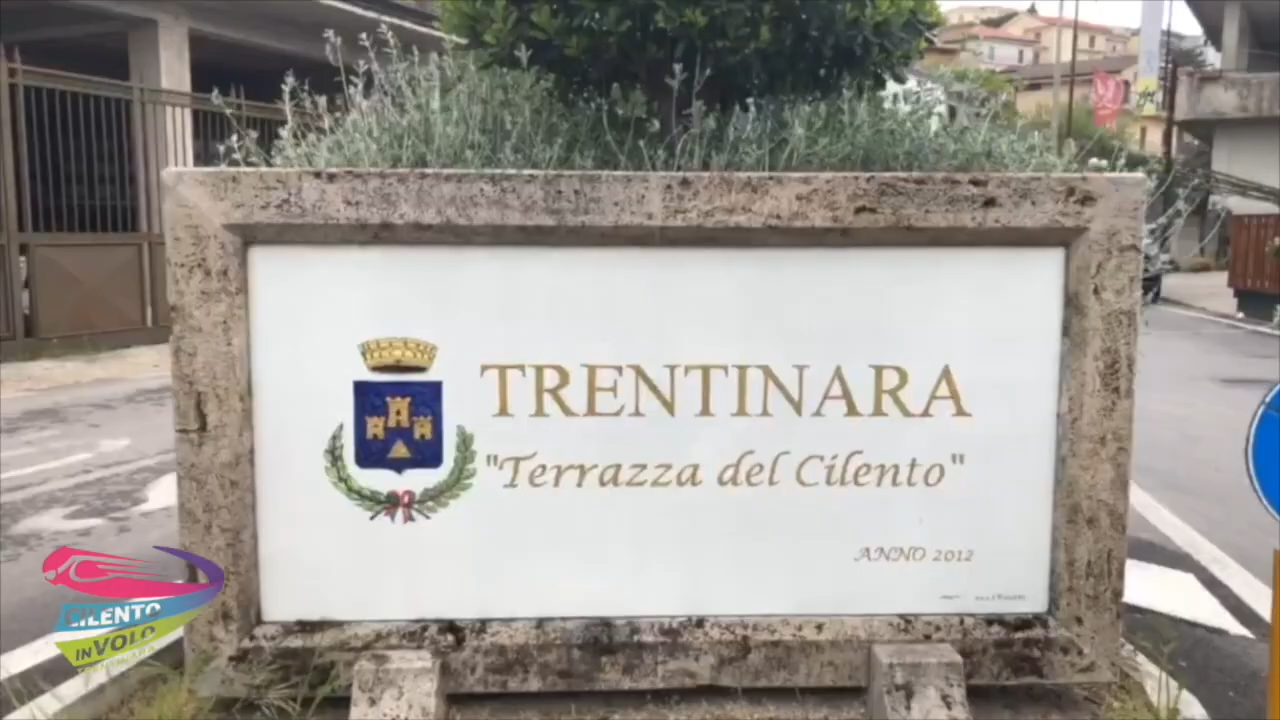 TRENTINARA
"Terrazza del Cilento"
ANNO 2012
CILENTO
IN VOLO